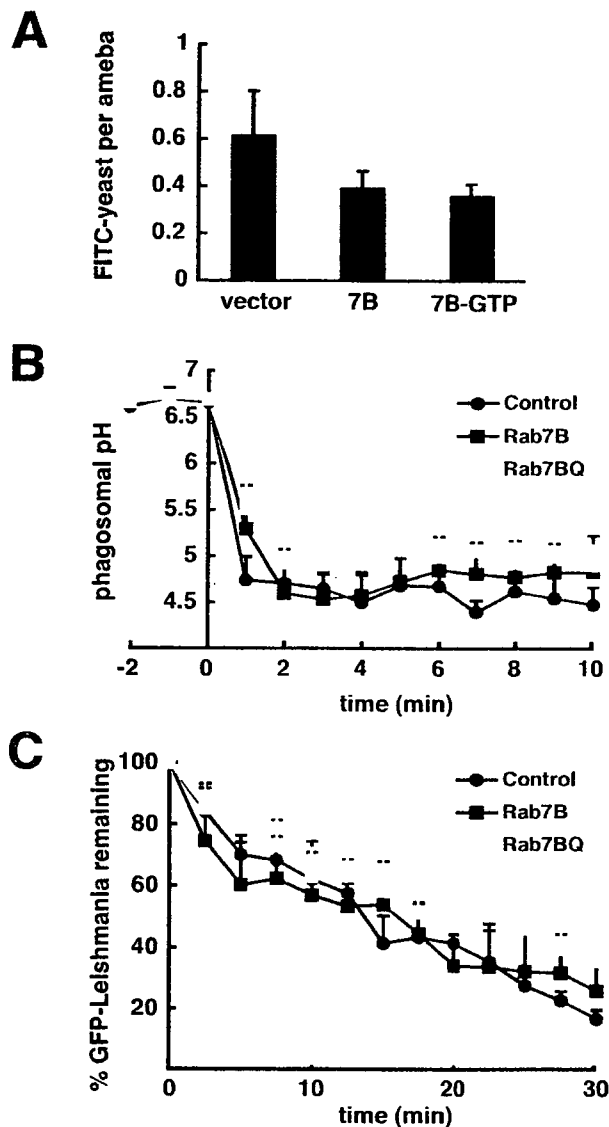 A
FITC-yeast per ameba
1
0.8
0.6
0.4
0.2
0
vector 7B 7B-GTP
B
phagosomal pH
7
6.5
6
5.5
5
4.5
Control
Rab7B
Rab7BQ
-2 0 2 4 6 8 10
time (min)
C
% GFP-Leishmania remaining
100
80
60
40
20
Control
Rab7B
Rab7BQ
0 10 20 30
time (min)